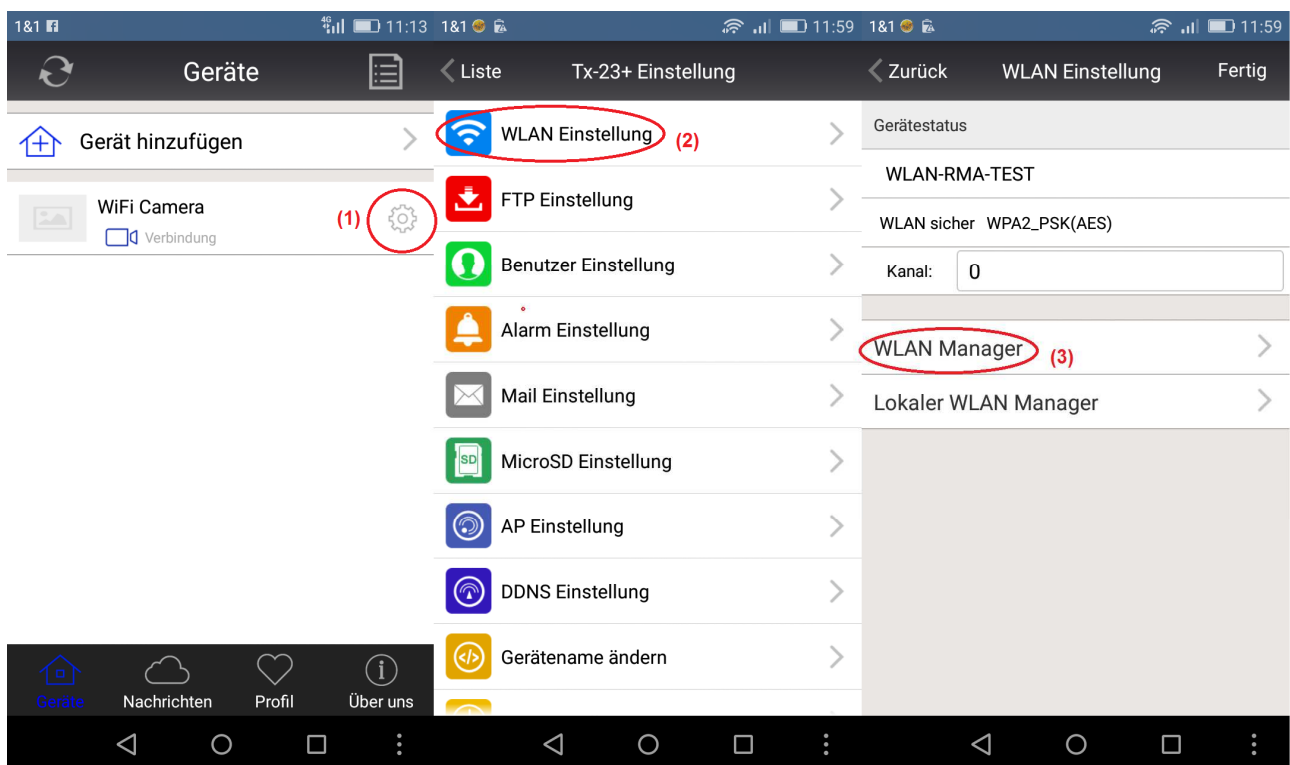 1&1 4G 11:13
Geräte
Gerät hinzufügen
WiFi Camera
Verbindung
(1)
Geräte Nachrichten Profil Über uns
1&1 11:59
Liste Tx-23+ Einstellung
WLAN Einstellung (2)
FTP Einstellung
Benutzer Einstellung
Alarm Einstellung
Mail Einstellung
SD MicroSD Einstellung
AP Einstellung
DDNS Einstellung
</> Gerätename ändern
1&1 11:59
Zurück WLAN Einstellung Fertig
Gerätestatus
WLAN-RMA-TEST
WLAN sicher WPA2_PSK(AES)
Kanal: 0
WLAN Manager (3)
Lokaler WLAN Manager